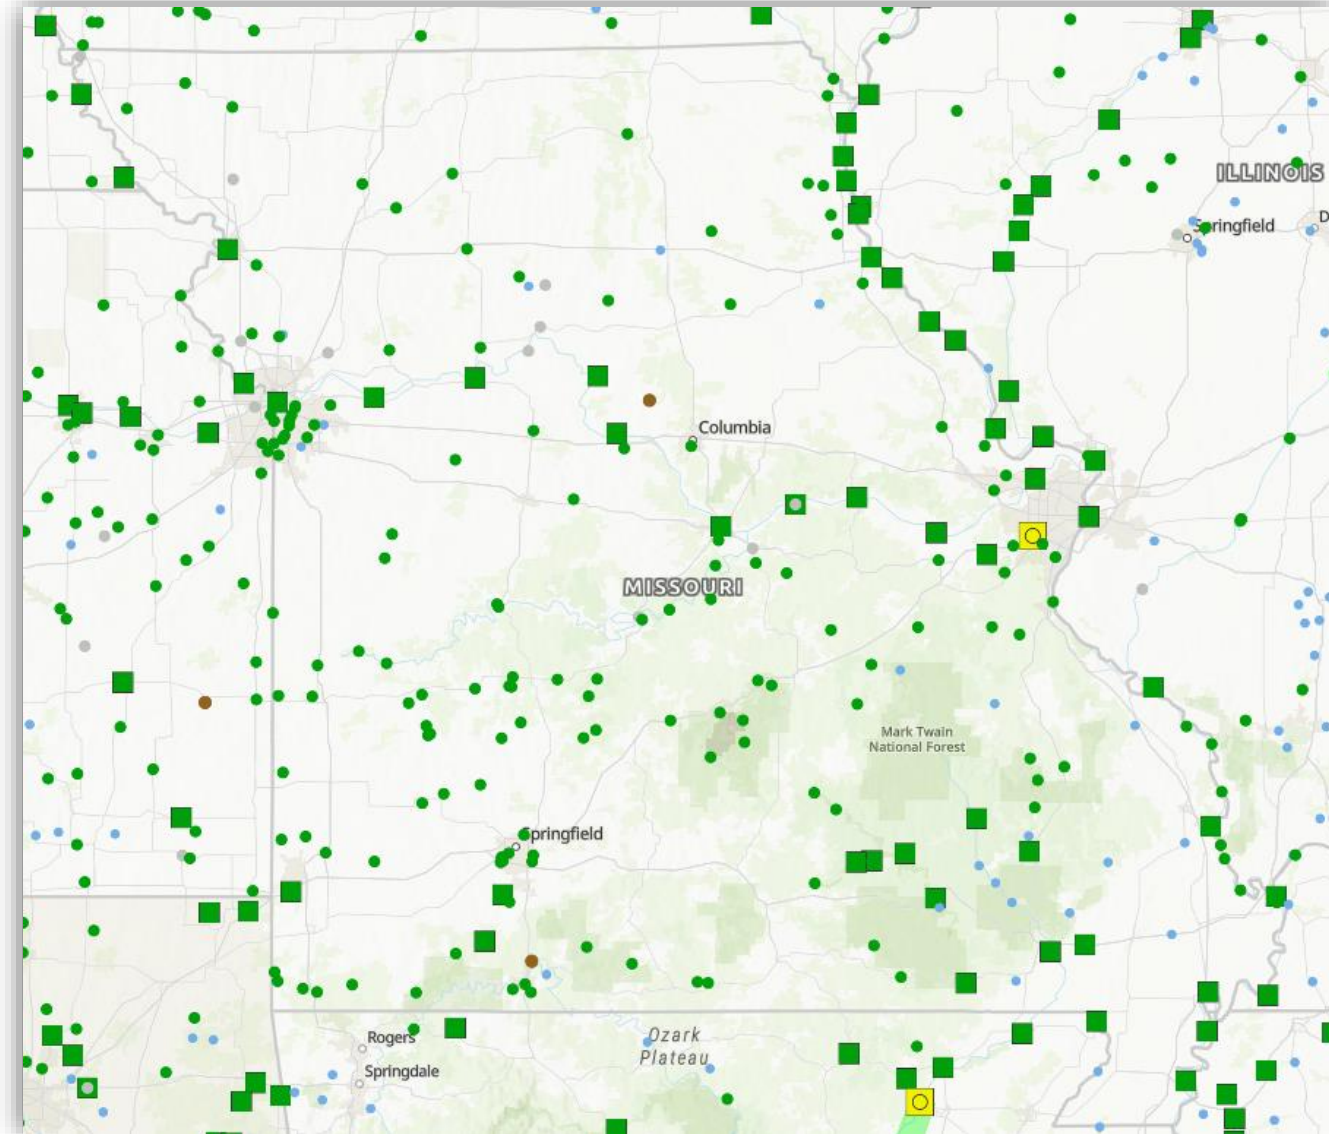 ILLINOIS
Springfield
D
Columbia
MISSOURI
Mark Twain
National Forest
Springfield
Rogers
Ozark
Plateau
Springdale